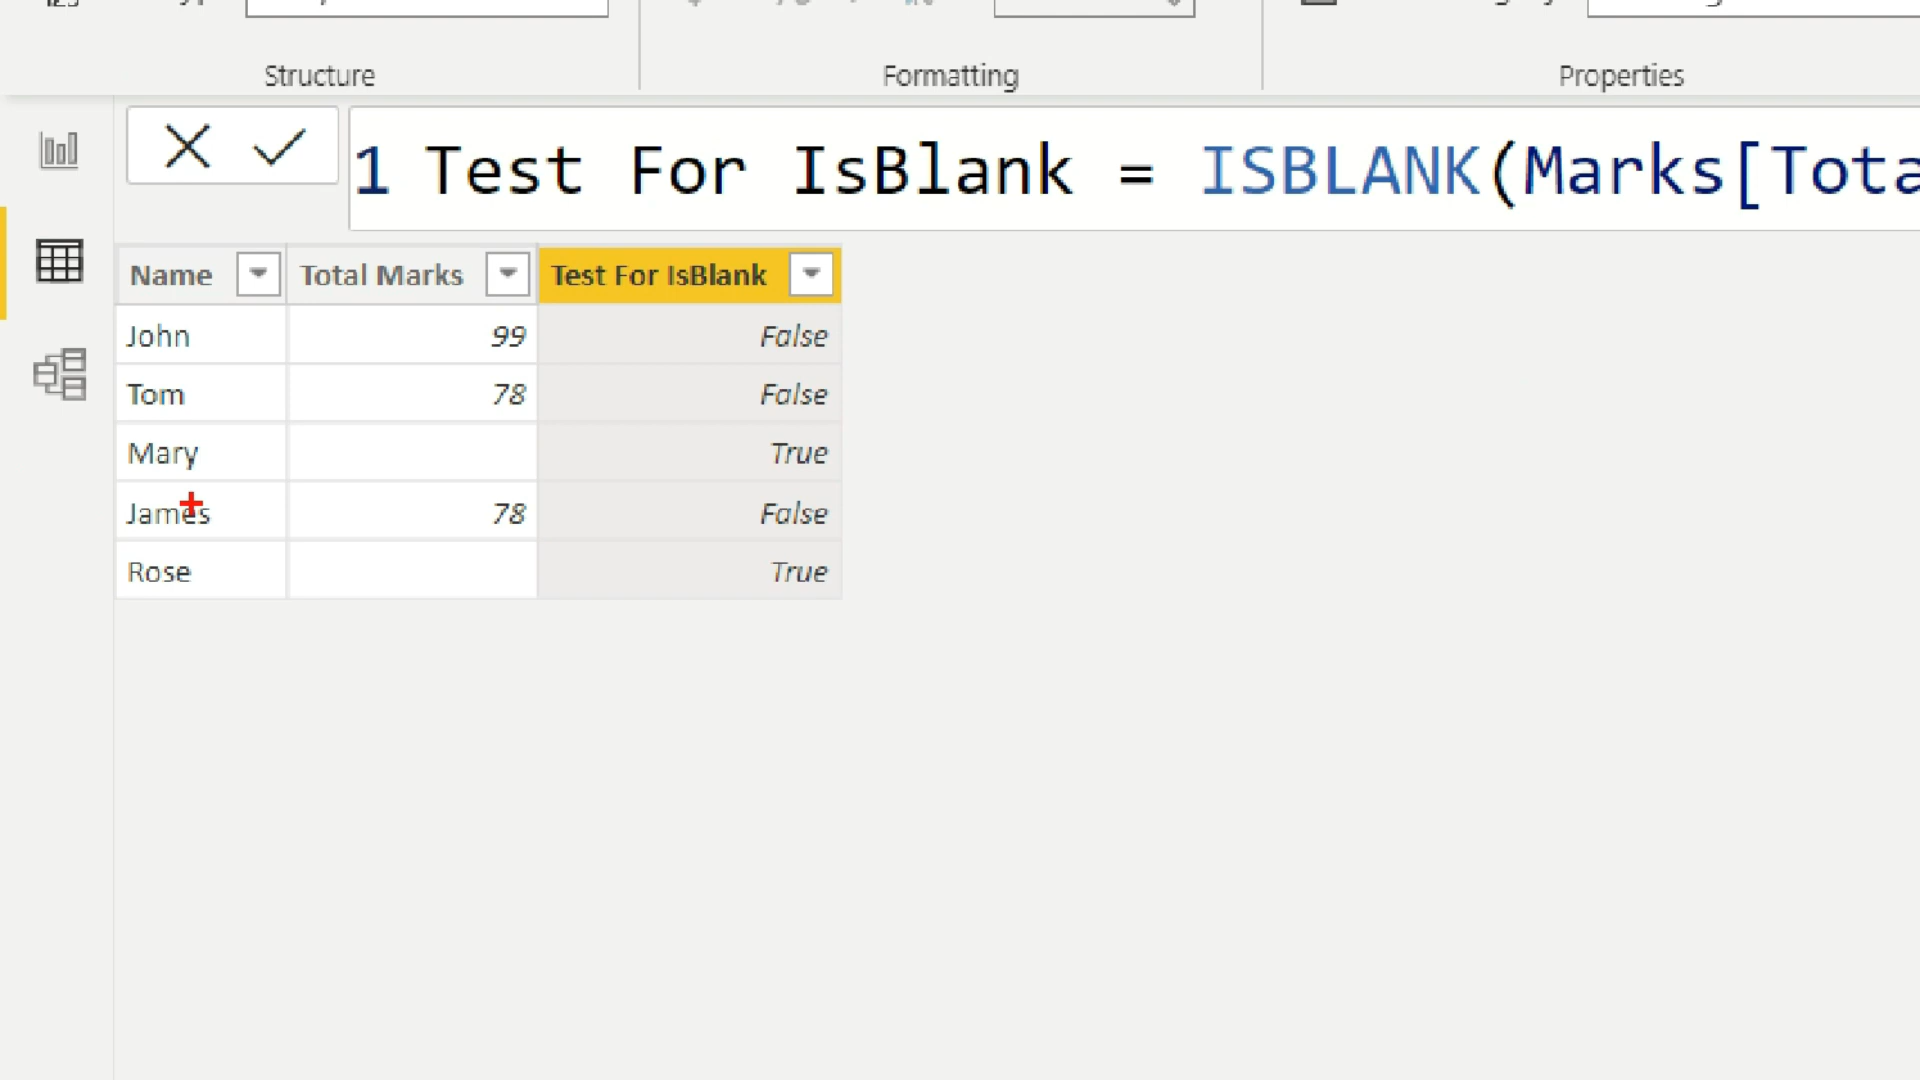 Structure Formatting Properties
1 Test For IsBlank = ISBLANK(Marks[Tota
Name Total Marks Test For IsBlank
John 99 False
Tom 78 False
Mary True
James 78 False
Rose True